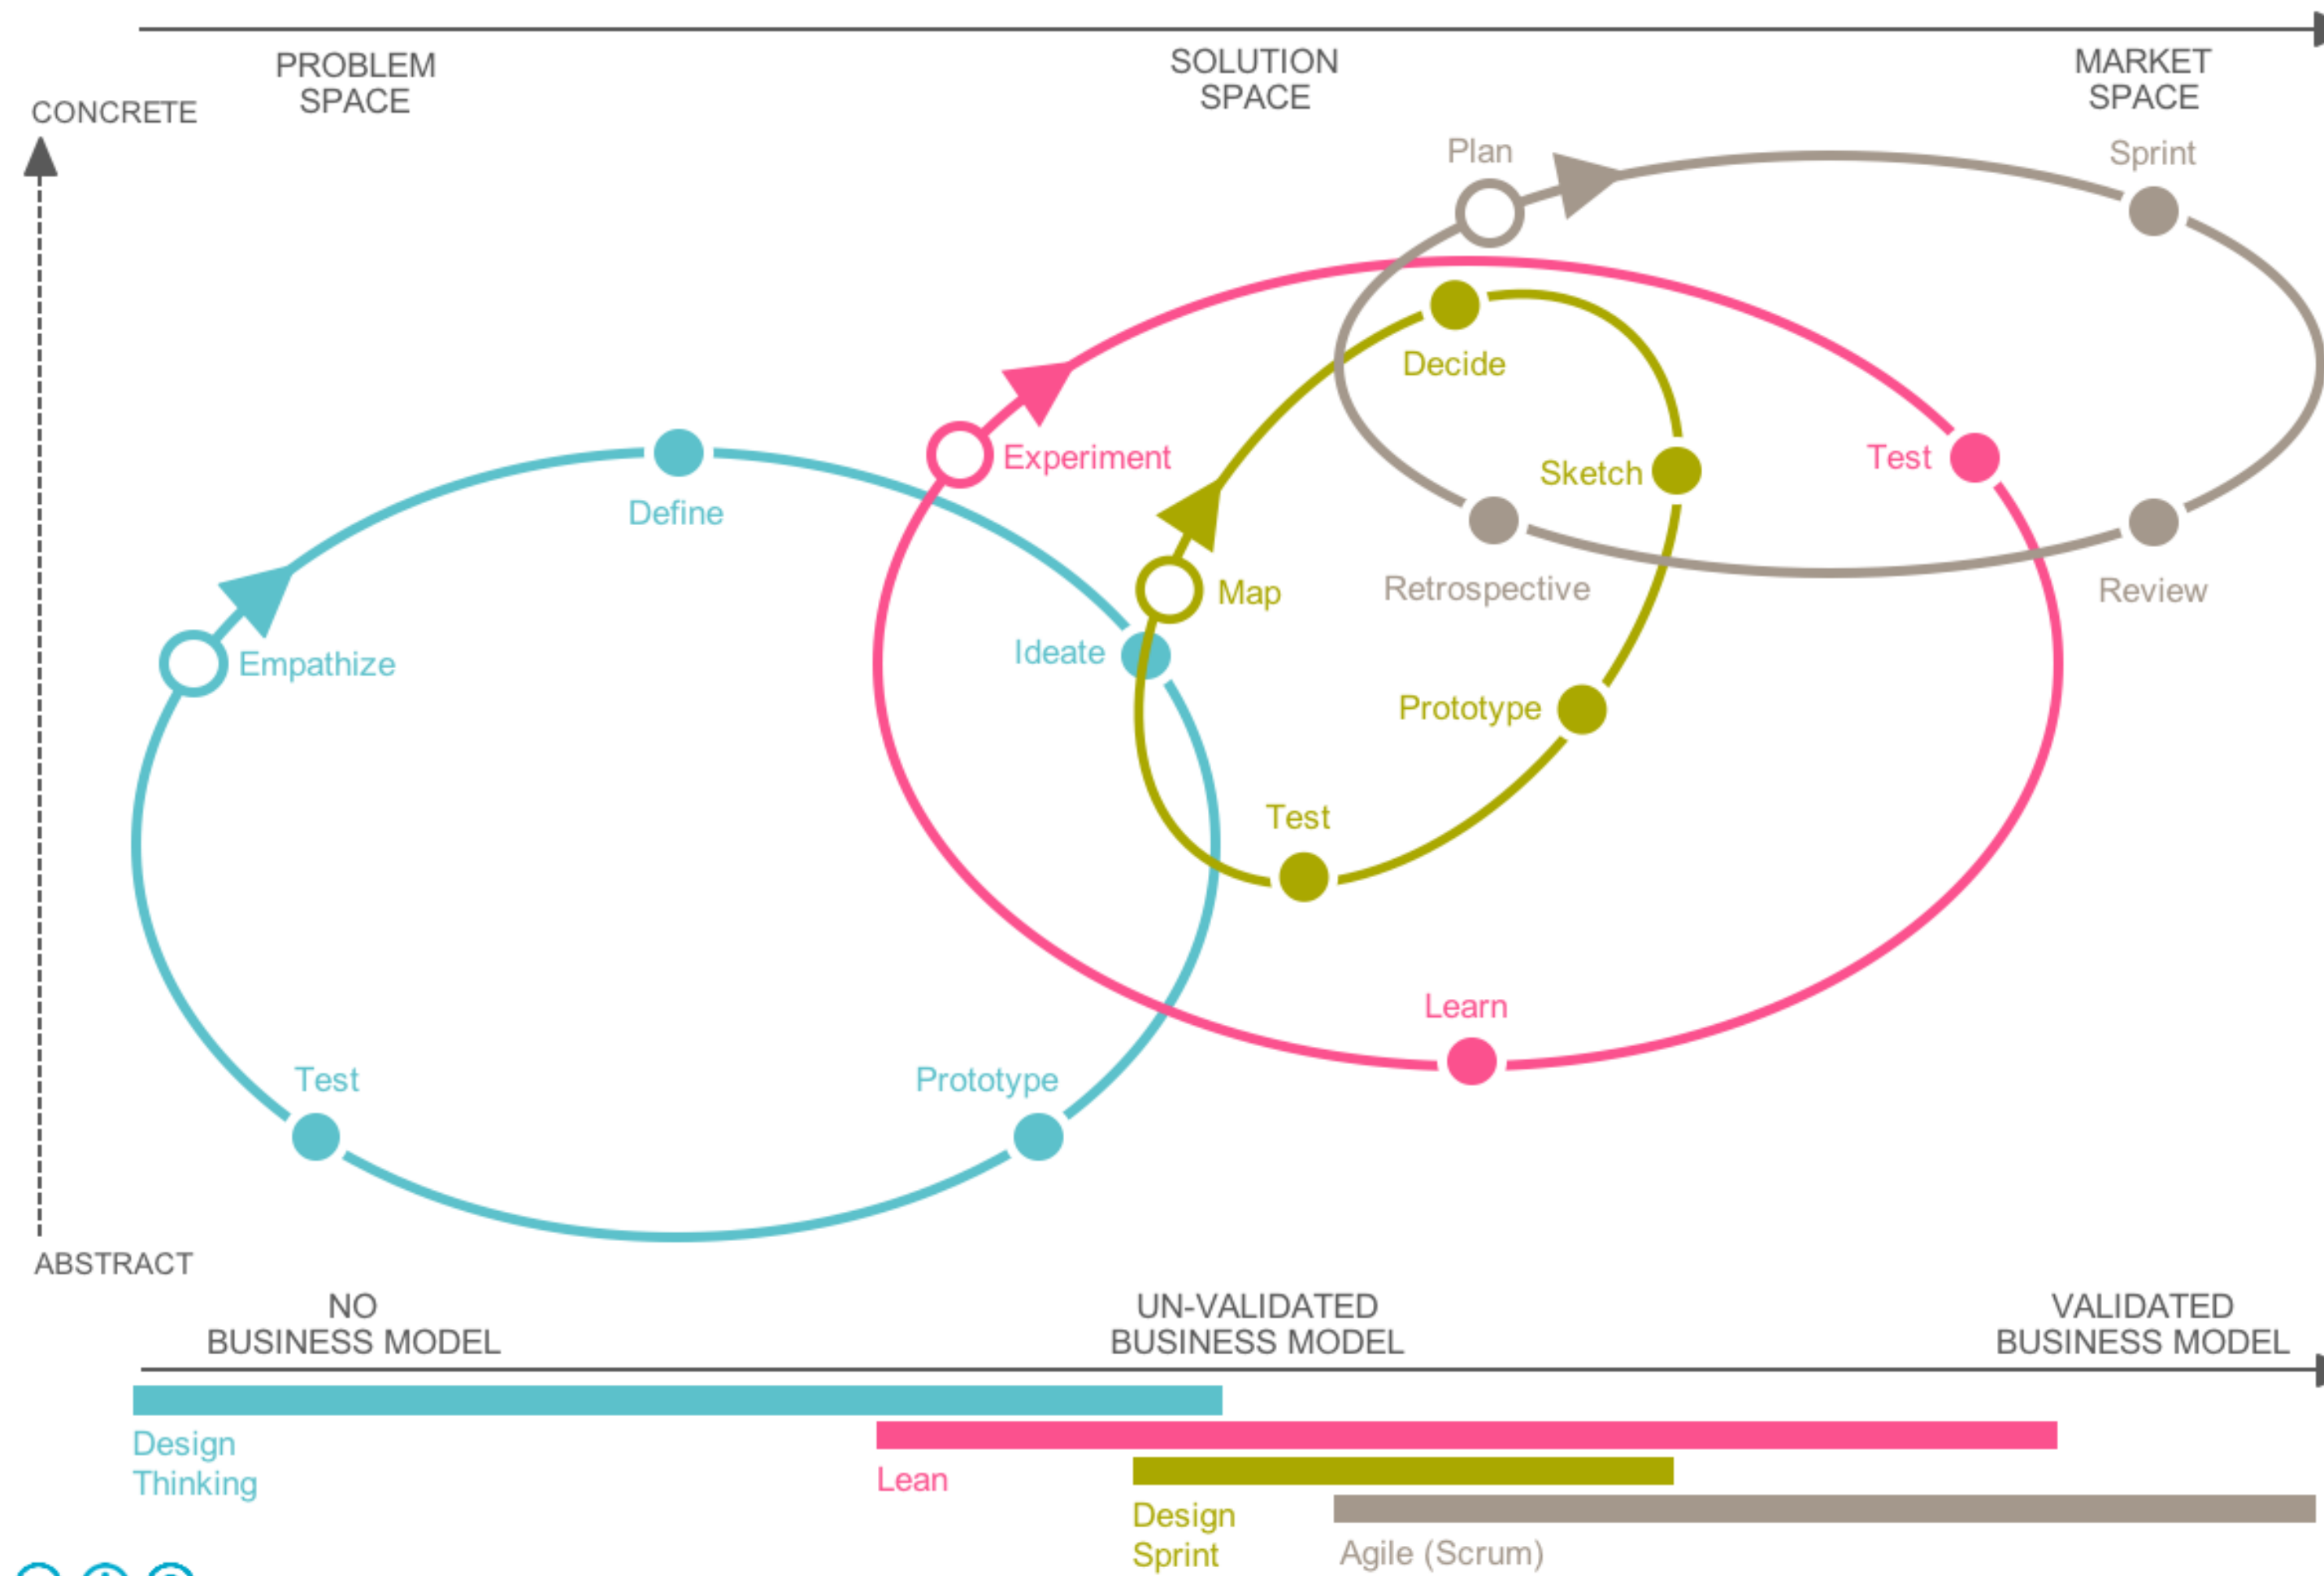 PROBLEM
SPACE
SOLUTION
SPACE
MARKET
SPACE
CONCRETE
Plan
Sprint
Decide
Experiment
Test
Sketch
Define
Retrospective
Review
Map
Ideate
Empathize
Prototype
Test
Learn
Test
Prototype
ABSTRACT
NO
BUSINESS MODEL
UN-VALIDATED
BUSINESS MODEL
VALIDATED
BUSINESS MODEL
Design
Thinking
Lean
Design
Sprint
Agile (Scrum)